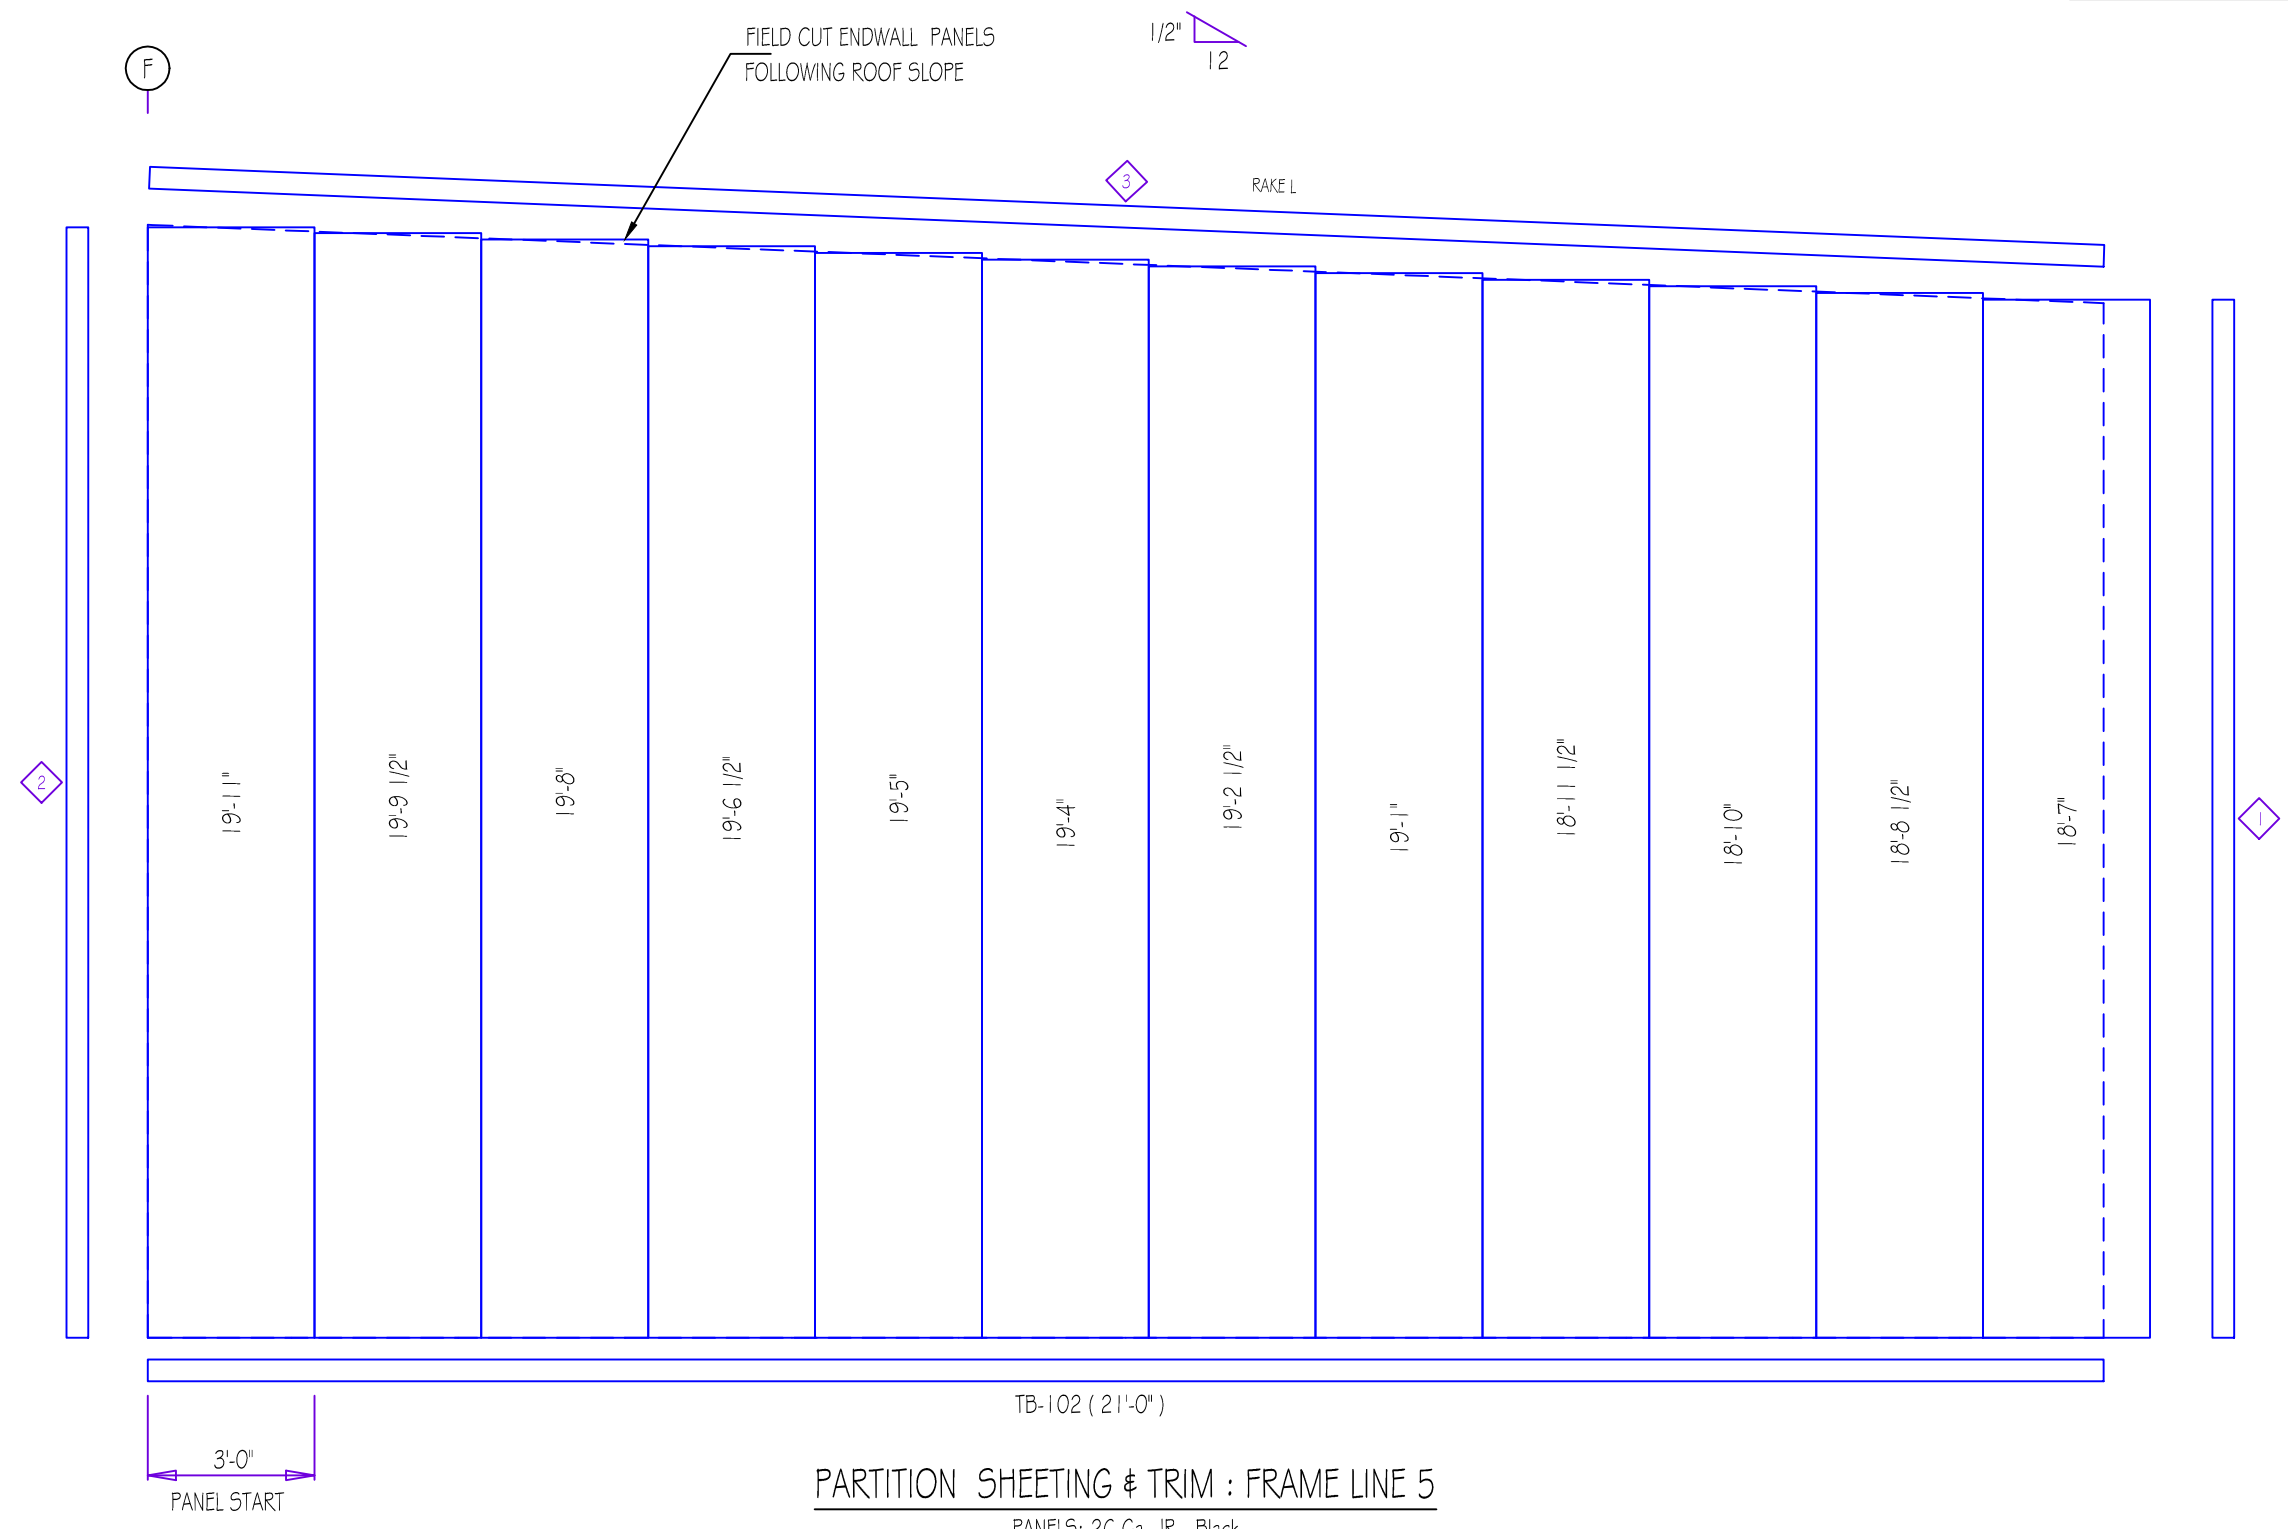 F
FIELD CUT ENDWALL PANELS
FOLLOWING ROOF SLOPE
1/2"
12
3
RAKE L
2
19'-11"
19'-9 1/2"
19'-8"
19'-6 1/2"
19'-5"
19'-4"
19'-2 1/2"
19'-1"
18'-11 1/2"
18'-10"
18'-8 1/2"
18'-7"
1
TB-102 ( 21'-0" )
3'-0"
PANEL START
PARTITION SHEETING & TRIM : FRAME LINE 5
PANELS: Black